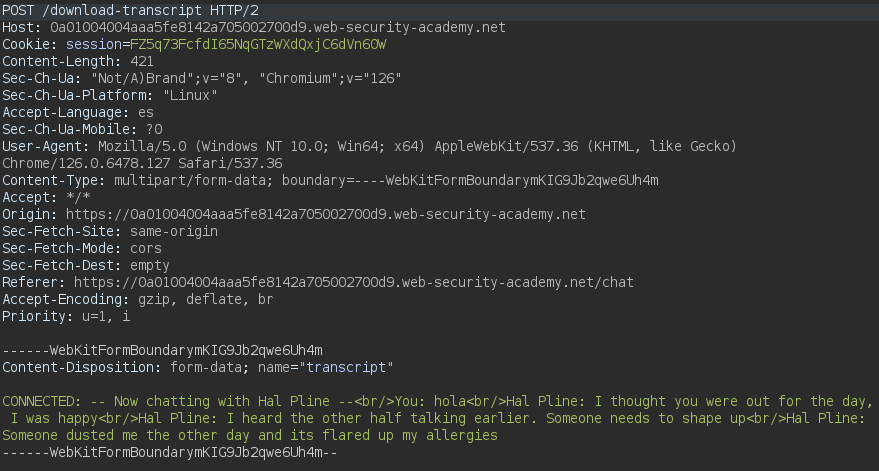 POST /download-transcript HTTP/2
Host: 0a01004004aaa5fe8142a705002700d9.web-security-academy.net
Cookie: session=FZ5q73FcfdI65NqGTzWXdQxjC6dVn60W
Content-Length: 421
Sec-Ch-Ua: "Not/A)Brand";v="8", "Chromium";v="126"
Sec-Ch-Ua-Platform: "Linux"
Accept-Language: es
Sec-Ch-Ua-Mobile: ?0
User-Agent: Mozilla/5.0 (Windows NT 10.0; Win64; x64) AppleWebKit/537.36 (KHTML, like Gecko)
Chrome/126.0.6478.127 Safari/537.36
Content-Type: multipart/form-data; boundary=----WebKitFormBoundarymKIG9Jb2qwe6Uh4m
Accept: */*
Origin: https://0a01004004aaa5fe8142a705002700d9.web-security-academy.net
Sec-Fetch-Site: same-origin
Sec-Fetch-Mode: cors
Sec-Fetch-Dest: empty
Referer: https://0a01004004aaa5fe8142a705002700d9.web-security-academy.net/chat
Accept-Encoding: gzip, deflate, br
Priority: u=1, i

------WebKitFormBoundarymKIG9Jb2qwe6Uh4m
Content-Disposition: form-data; name="transcript"

CONNECTED: -- Now chatting with Hal Pline --<br/>You: hola<br/>Hal Pline: I thought you were out for the day,
I was happy<br/>Hal Pline: I heard the other half talking earlier. Someone needs to shape up<br/>Hal Pline:
Someone dusted me the other day and its flared up my allergies
------WebKitFormBoundarymKIG9Jb2qwe6Uh4m--